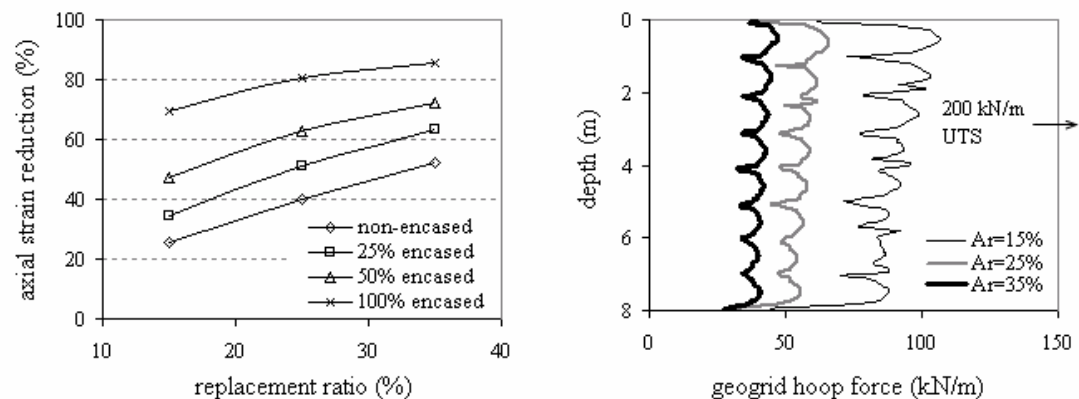 axial strain reduction (%)
100
80
60
40
20
0
10
20
30
40
replacement ratio (%)
non-encased
25% encased
50% encased
100% encased
depth (m)
0
2
4
6
8
0
50
100
150
geogrid hoop force (kN/m)
200 kN/m
UTS
Ar=15%
Ar=25%
Ar=35%